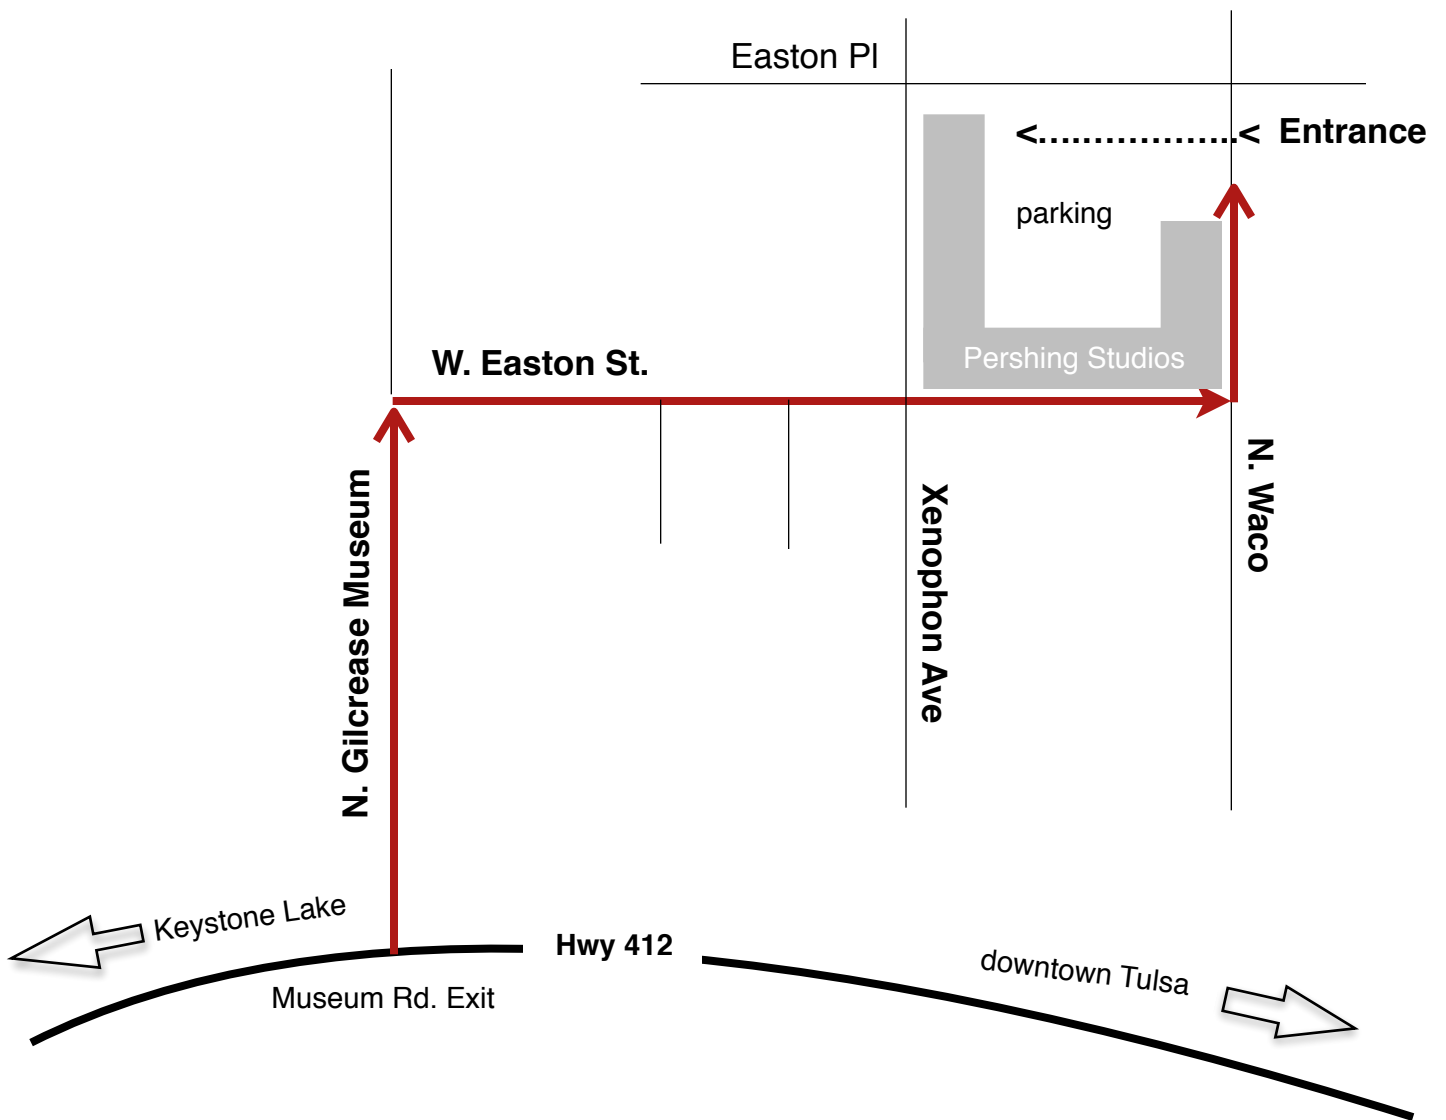 Easton Pl
<...................< Entrance
parking
W. Easton St.
Pershing Studios
N. Gilcrease Museum
Xenophon Ave
N. Waco
Keystone Lake
Hwy 412
downtown Tulsa
Museum Rd. Exit